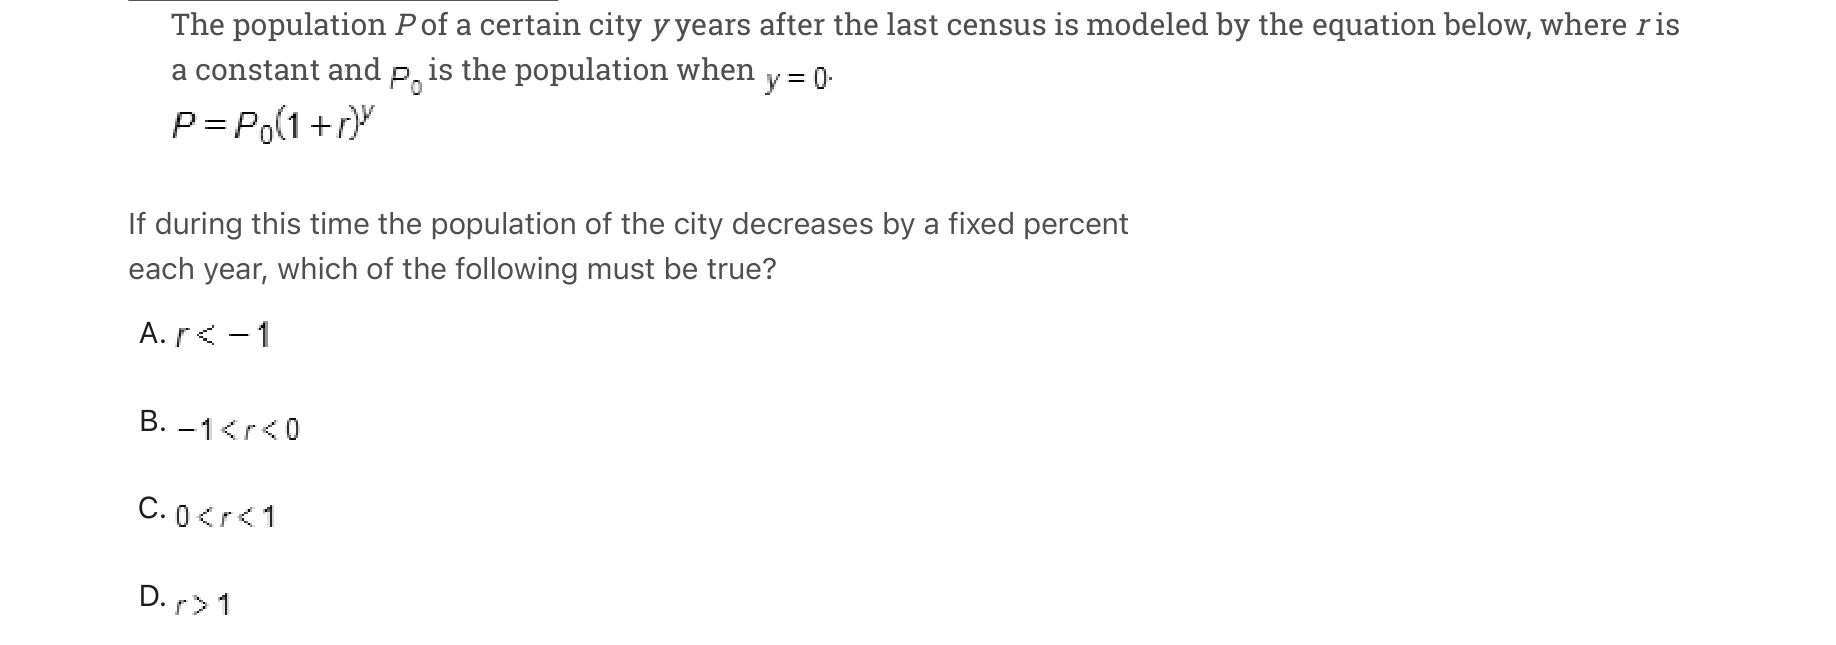 The population P of a certain city y years after the last census is modeled by the equation below, where r is
a constant and P₀ is the population when y = 0.
P = P₀(1 + r)ʸ
If during this time the population of the city decreases by a fixed percent
each year, which of the following must be true?
A. r < − 1
B. −1 < r < 0
C. 0 < r < 1
D. r > 1